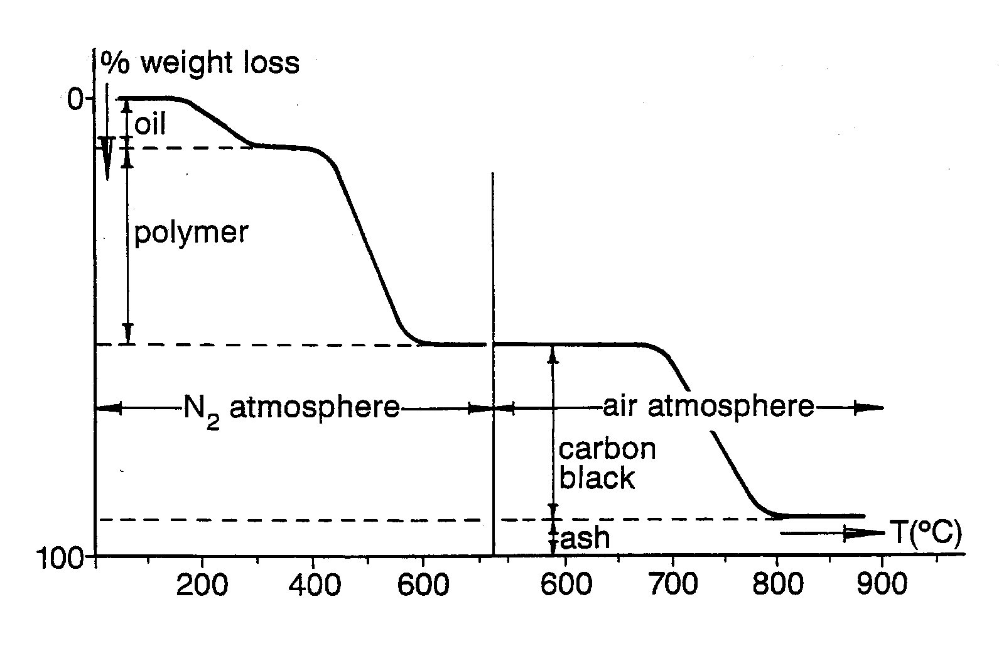 % weight loss
0
oil
polymer
N₂ atmosphere
air atmosphere
carbon
black
ash
T(°C)
100
200 400 600 600 700 800 900